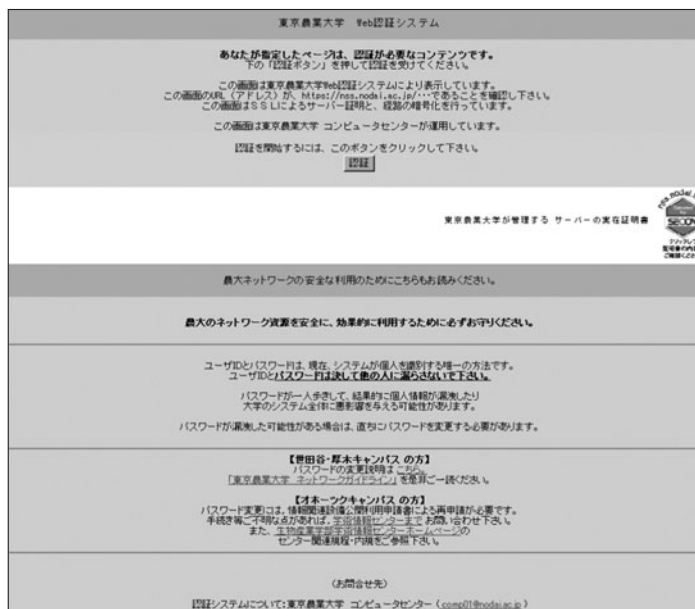 東京農業大学 Web認証システム
あなたが指定したページは、認証が必要なコンテンツです。
下の「認証ボタン」を押して認証を受けてください。
この画面は東京農業大学Web認証システムにより表示しています。
この画面のURL(アドレス)が、https://nss.nodai.ac.jp/・・・であることを確認し下さい。
この画面はSSLによるサーバー証明と、経路の暗号化を行っています。
この画面は東京農業大学 コンピュータセンターが運用しています。
認証を開始するには、このボタンをクリックして下さい。
認証
東京農業大学が管理する サーバーの実在証明書
SECOM
農大ネットワークの安全な利用のためにこちらもお読みください。
農大のネットワーク資源を安全に、効果的に利用するために必ずお守りください。
ユーザIDとパスワードは、現在、システムが個人を識別する唯一の方法です。
ユーザIDとパスワードは決して他の人に漏らさないで下さい。
パスワードが一人歩きして、結果的に個人情報が漏洩したり
大学のシステム全体に悪影響を与える可能性があります。
パスワードが漏洩した可能性がある場合は、直ちにパスワードを変更する必要があります。
【世田谷・厚木キャンパス の方】
パスワードの変更説明は こちら。
「東京農業大学 ネットワークガイドライン」を是非ご一読ください。
【オホーツクキャンパス の方】
パスワード変更には、情報関連設備公開利用申請書による再申請が必要です。
手続き等ご不明な点があれば、学術情報センターまで お問い合わせ下さい。
また、生物産業学部学術情報センターホームページの
センター関連規程・内規をご参照下さい。
(お問合せ先)
認証システムについて:東京農業大学 コンピュータセンター (comp01@nodai.ac.jp)